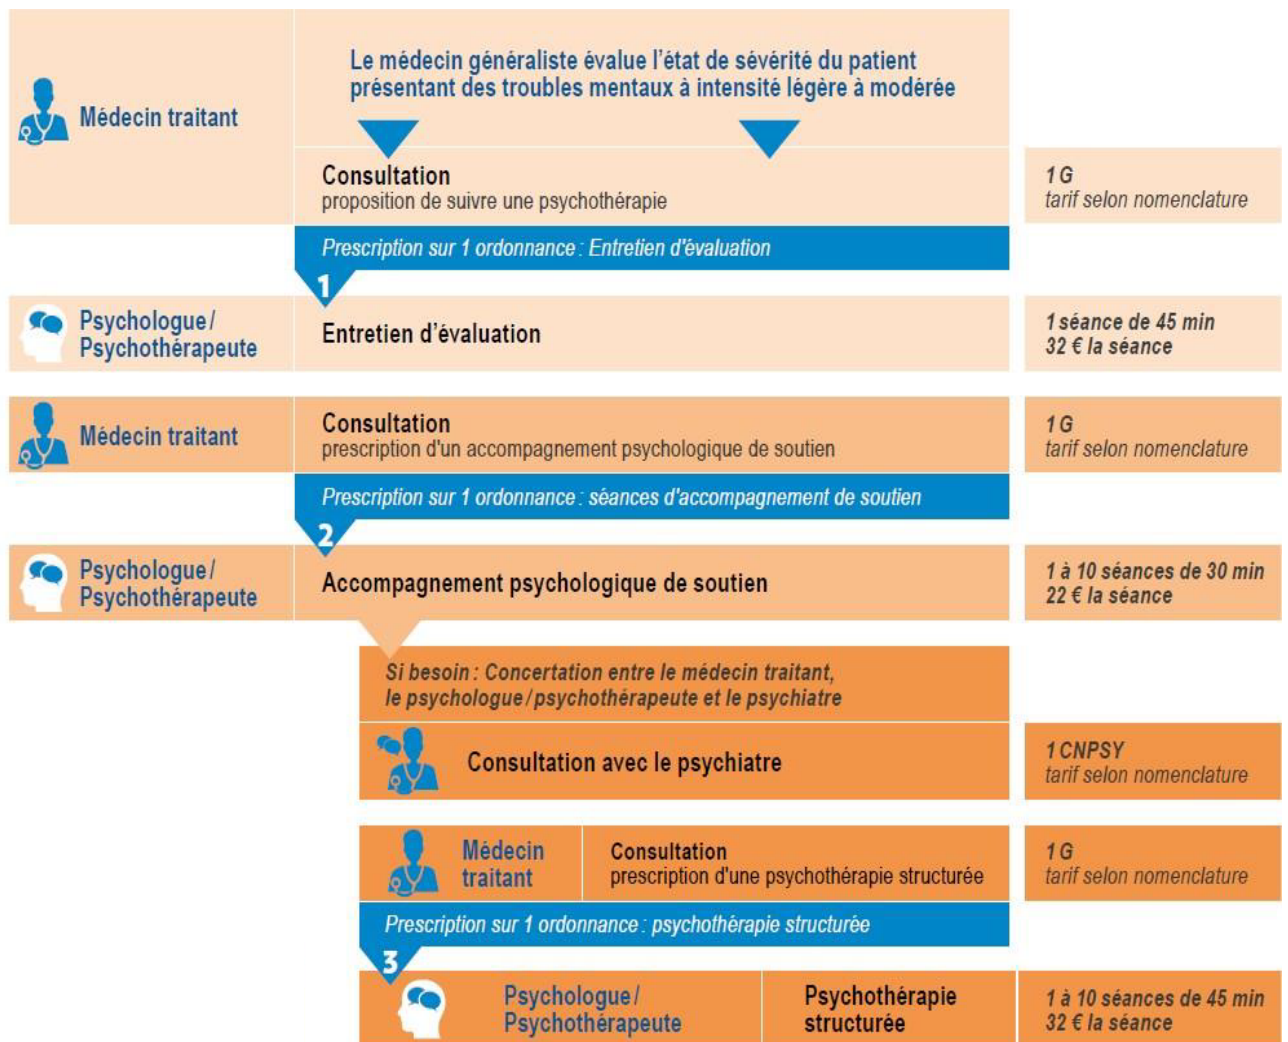 Médecin traitant
Le médecin généraliste évalue l'état de sévérité du patient
présentant des troubles mentaux à intensité légère à modérée
Consultation
proposition de suivre une psychothérapie
1 G
tarif selon nomenclature
Prescription sur 1 ordonnance : Entretien d'évaluation
1
Psychologue/
Psychothérapeute
Entretien d'évaluation
1 séance de 45 min
32 € la séance
Médecin traitant
Consultation
prescription d'un accompagnement psychologique de soutien
1 G
tarif selon nomenclature
Prescription sur 1 ordonnance : séances d'accompagnement de soutien
2
Psychologue/
Psychothérapeute
Accompagnement psychologique de soutien
1 à 10 séances de 30 min
22 € la séance
Si besoin : Concertation entre le médecin traitant,
le psychologue/psychothérapeute et le psychiatre
Consultation avec le psychiatre
1 CNPSY
tarif selon nomenclature
Médecin
traitant
Consultation
prescription d'une psychothérapie structurée
1 G
tarif selon nomenclature
Prescription sur 1 ordonnance : psychothérapie structurée
3
Psychologue/
Psychothérapeute
Psychothérapie
structurée
1 à 10 séances de 45 min
32 € la séance